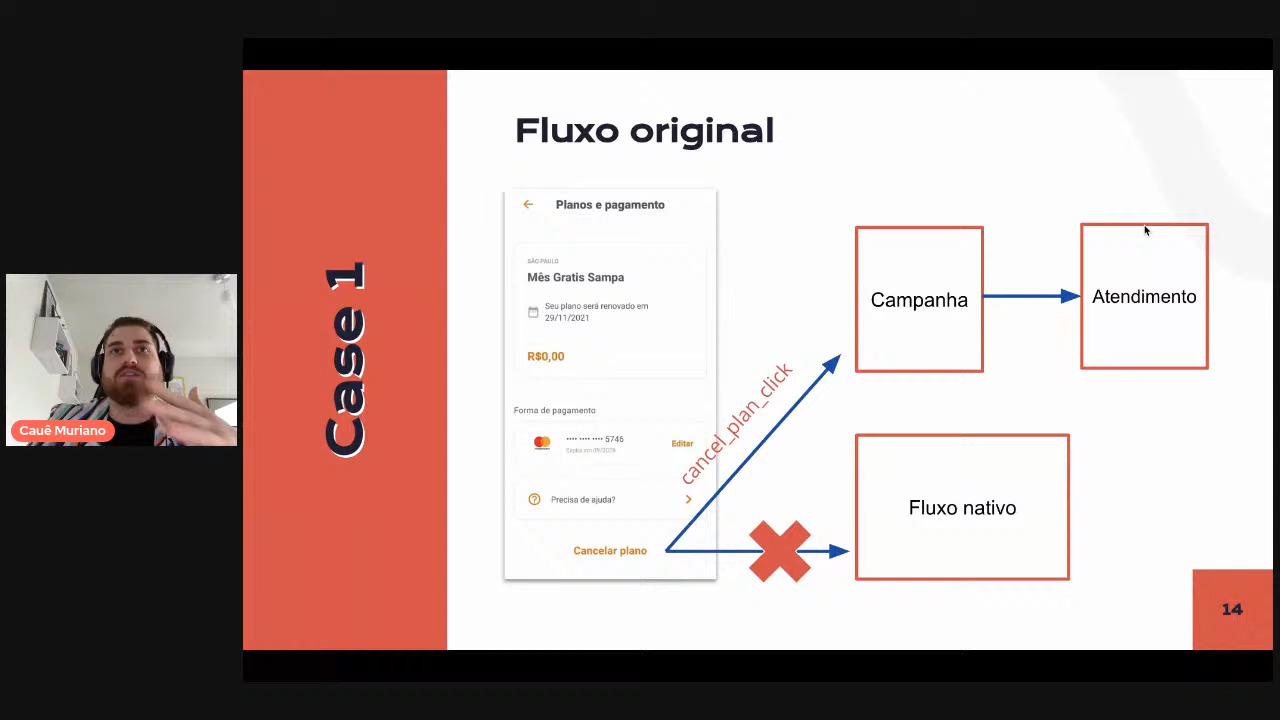 Case 1
Fluxo original
Planos e pagamento
SÃO PAULO
Mês Gratis Sampa
Seu plano será renovado em
29/11/2021
R$0,00
Forma de pagamento
•••• •••• •••• 5746
Editar
Precisa de ajuda?
Cancelar plano
cancel_plan_click
Campanha
Atendimento
Fluxo nativo
14
Cauê Muriano